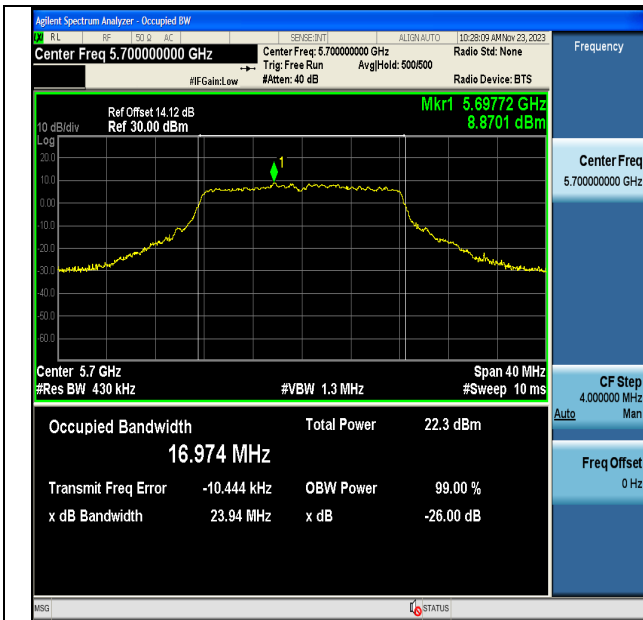 Agilent Spectrum Analyzer - Occupied BW
RL RF 50 Ω AC SENSE:INT ALIGN AUTO 10:28:09 AM Nov 23, 2023
Center Freq 5.700000000 GHz
Center Freq: 5.700000000 GHz
Radio Std: None
Trig: Free Run Avg|Hold: 500/500
#IFGain:Low
#Atten: 40 dB
Radio Device: BTS
Frequency
Mkr1 5.69772 GHz
8.8701 dBm
Ref Offset 14.12 dB
10 dB/div Ref 30.00 dBm
Log
20.0
10.0
0.00
-10.0
-20.0
-30.0
-40.0
-50.0
-60.0
1
Center Freq
5.700000000 GHz
Center 5.7 GHz
Span 40 MHz
#Res BW 430 kHz
#VBW 1.3 MHz
#Sweep 10 ms
CF Step
4.000000 MHz
Auto Man
Occupied Bandwidth
16.974 MHz
Total Power 22.3 dBm
Transmit Freq Error -10.444 kHz
OBW Power 99.00 %
x dB Bandwidth 23.94 MHz
x dB -26.00 dB
Freq Offset
0 Hz
MSG
STATUS